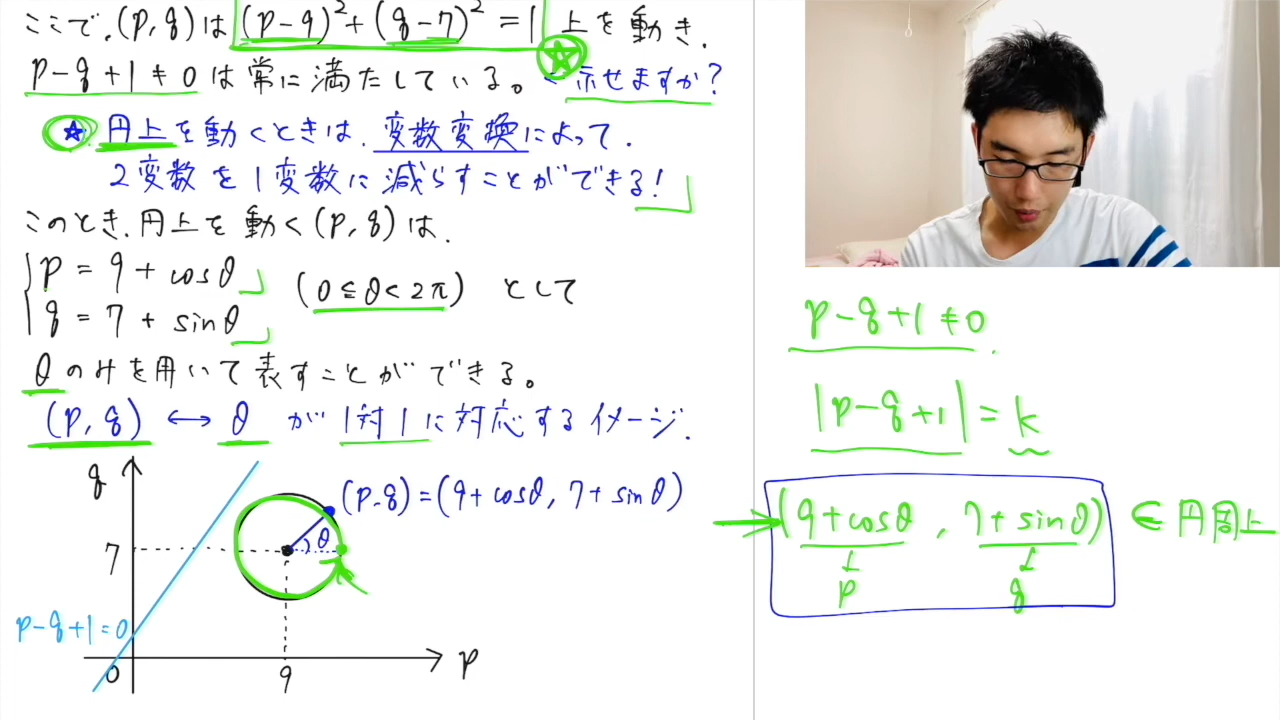 ここで、(p, q) は (p-9)²+(q-7)² = 1 上を動き、
p-q+1≠0 は常に満たしている。 ← 示せますか?
☆ 円上を動くときは、変数変換によって、
2変数を1変数に減らすことができる!
このとき、円上を動く (p, q) は、
p = 9 + cosθ
q = 7 + sinθ
(0≦θ<2π) として
θのみを用いて表すことができる。
(p, q) ↔ θ が 1対1に対応するイメージ.
q
(p.q)=(9+cosθ, 7+sinθ)
θ
7
p-q+1=0
0
9
p
p-q+1≠0
|p-q+1| = k
→ (9+cosθ, 7+sinθ) ∈ 円周上
↓ ↓
p q